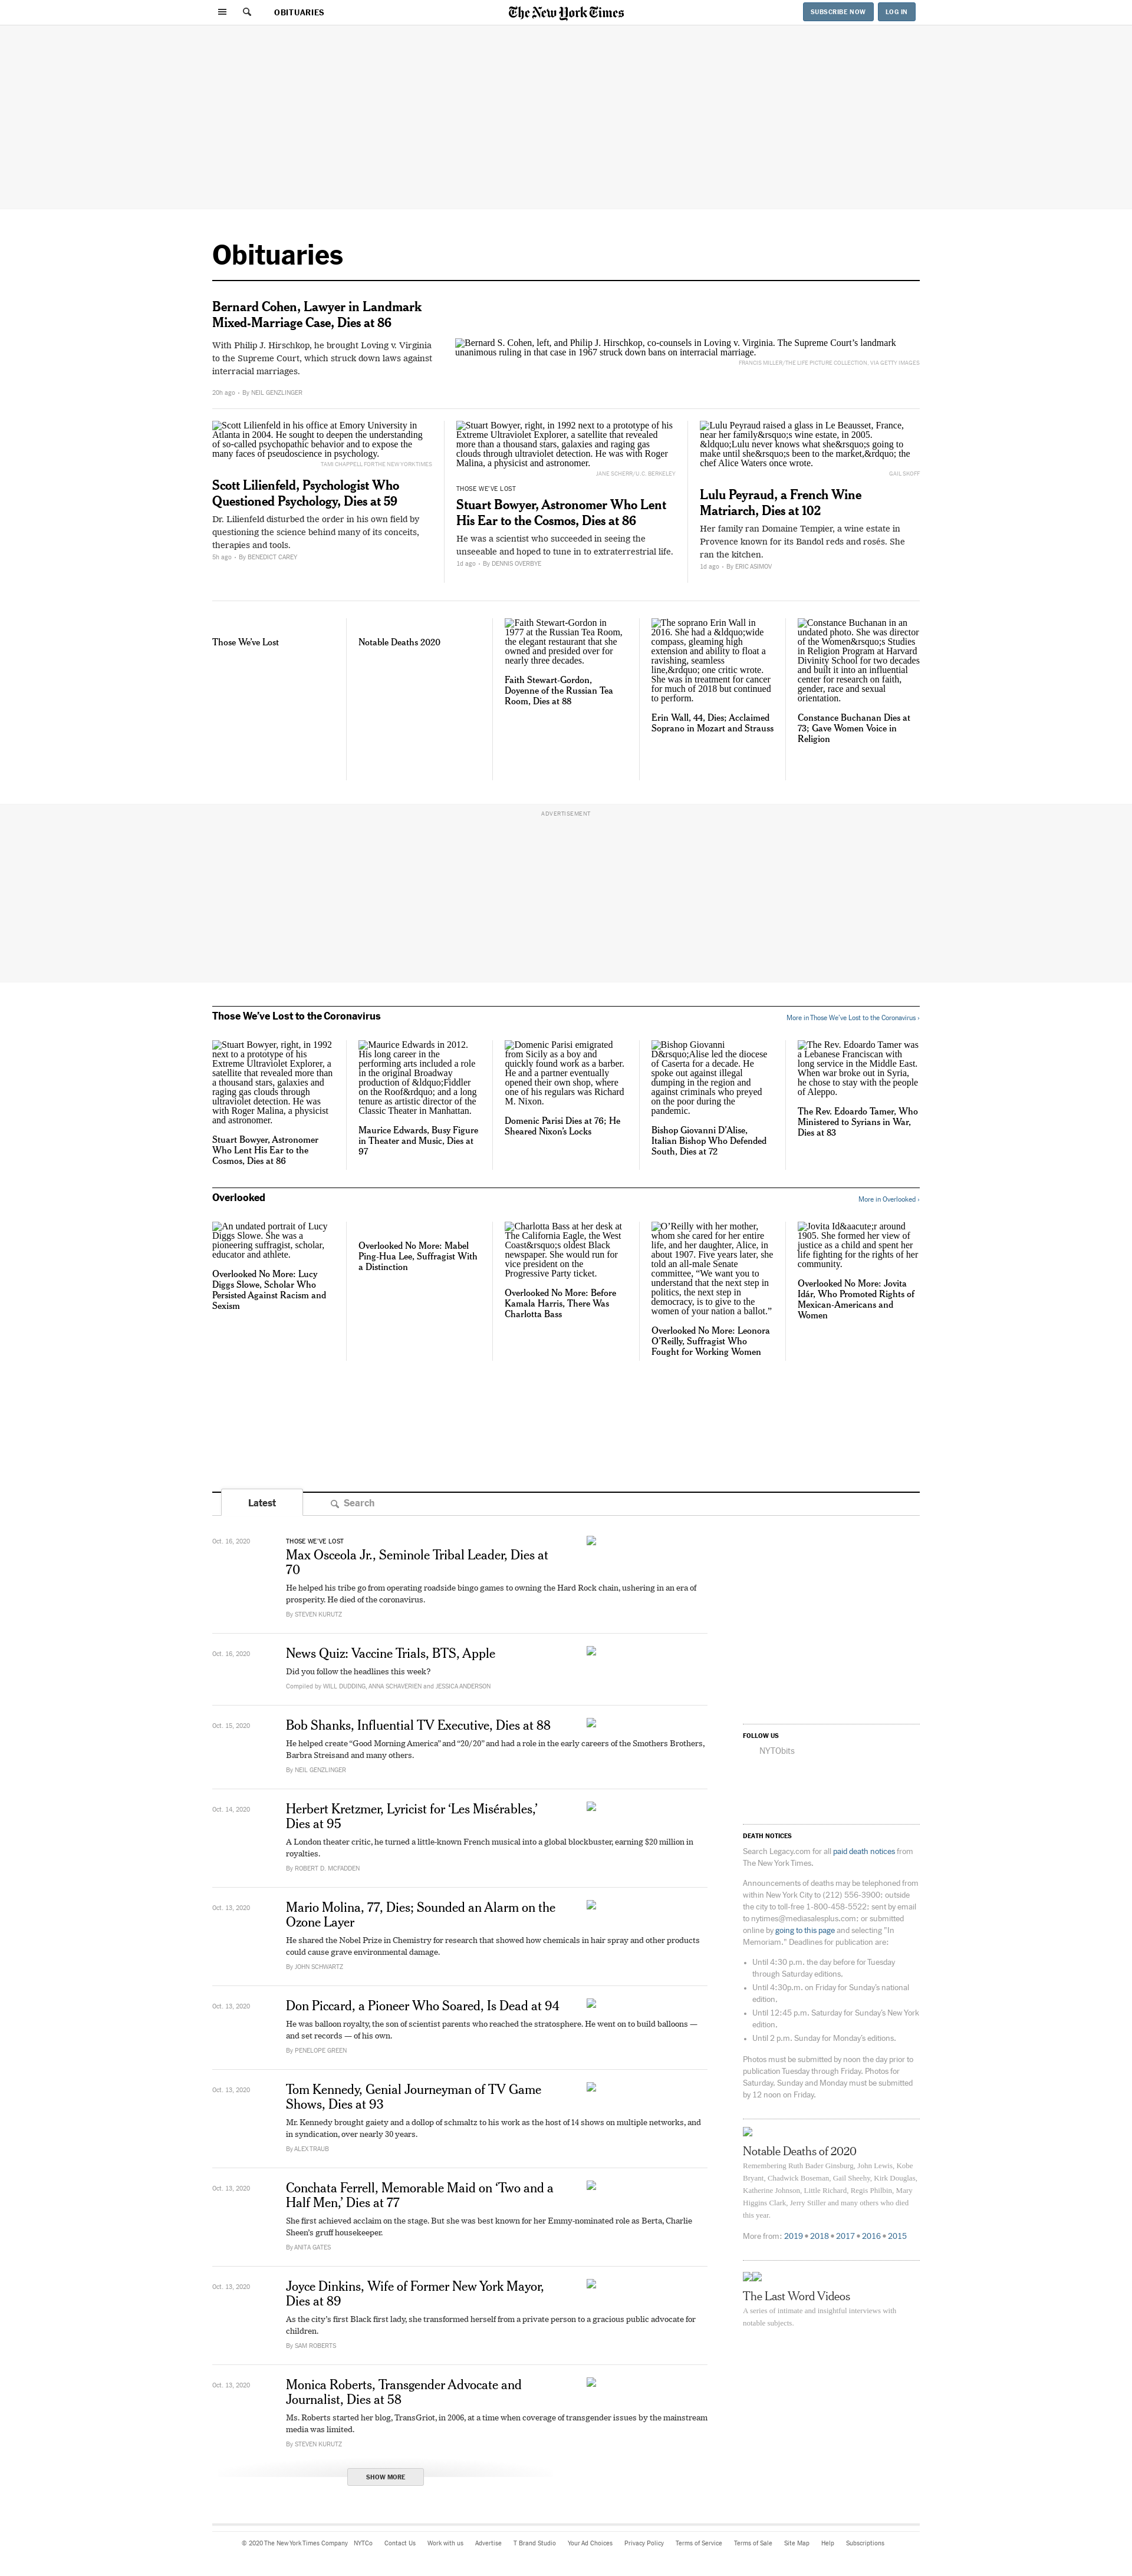 OBITUARIES
The New York Times
SUBSCRIBE NOW
LOG IN
Obituaries
Bernard Cohen, Lawyer in Landmark
Mixed-Marriage Case, Dies at 86
With Philip J. Hirschkop, he brought Loving v. Virginia
to the Supreme Court, which struck down laws against
interracial marriages.
20h ago • By NEIL GENZLINGER
Bernard S. Cohen, left, and Philip J. Hirschkop, co-counsels in Loving v. Virginia. The Supreme Court’s landmark
unanimous ruling in that case in 1967 struck down bans on interracial marriage.
FRANCIS MILLER/THE LIFE PICTURE COLLECTION, VIA GETTY IMAGES
Scott Lilienfeld in his office at Emory University in
Atlanta in 2004. He sought to deepen the understanding
of so-called psychopathic behavior and to expose the
many faces of pseudoscience in psychology.
TAMI CHAPPELL FOR THE NEW YORK TIMES
Scott Lilienfeld, Psychologist Who
Questioned Psychology, Dies at 59
Dr. Lilienfeld disturbed the order in his own field by
questioning the science behind many of its conceits,
therapies and tools.
5h ago • By BENEDICT CAREY
Stuart Bowyer, right, in 1992 next to a prototype of his
Extreme Ultraviolet Explorer, a satellite that revealed
more than a thousand stars, galaxies and raging gas
clouds through ultraviolet detection. He was with Roger
Malina, a physicist and astronomer.
JANE SCHERR/U.C. BERKELEY
THOSE WE’VE LOST
Stuart Bowyer, Astronomer Who Lent
His Ear to the Cosmos, Dies at 86
He was a scientist who succeeded in seeing the
unseeable and hoped to tune in to extraterrestrial life.
1d ago • By DENNIS OVERBYE
Lulu Peyraud raised a glass in Le Beausset, France,
near her family&rsquo;s wine estate, in 2005.
&ldquo;Lulu never knows what she&rsquo;s going to
make until she&rsquo;s been to the market,&rdquo; the
chef Alice Waters once wrote.
GAIL SKOFF
Lulu Peyraud, a French Wine
Matriarch, Dies at 102
Her family ran Domaine Tempier, a wine estate in
Provence known for its Bandol reds and rosés. She
ran the kitchen.
1d ago • By ERIC ASIMOV
Those We’ve Lost
Notable Deaths 2020
Faith Stewart-Gordon in
1977 at the Russian Tea Room,
the elegant restaurant that she
owned and presided over for
nearly three decades.
Faith Stewart-Gordon,
Doyenne of the Russian Tea
Room, Dies at 88
The soprano Erin Wall in
2016. She had a &ldquo;wide
compass, gleaming high
extension and ability to float a
ravishing, seamless
line,&rdquo; one critic wrote.
She was in treatment for cancer
for much of 2018 but continued
to perform.
Erin Wall, 44, Dies; Acclaimed
Soprano in Mozart and Strauss
Constance Buchanan in an
undated photo. She was director
of the Women&rsquo;s Studies
in Religion Program at Harvard
Divinity School for two decades
and built it into an influential
center for research on faith,
gender, race and sexual
orientation.
Constance Buchanan Dies at
73; Gave Women Voice in
Religion
ADVERTISEMENT
Those We’ve Lost to the Coronavirus
More in Those We’ve Lost to the Coronavirus ›
Stuart Bowyer, right, in 1992
next to a prototype of his
Extreme Ultraviolet Explorer, a
satellite that revealed more than
a thousand stars, galaxies and
raging gas clouds through
ultraviolet detection. He was
with Roger Malina, a physicist
and astronomer.
Stuart Bowyer, Astronomer
Who Lent His Ear to the
Cosmos, Dies at 86
Maurice Edwards in 2012.
His long career in the
performing arts included a role
in the original Broadway
production of &ldquo;Fiddler
on the Roof&rdquo; and a long
tenure as artistic director of the
Classic Theater in Manhattan.
Maurice Edwards, Busy Figure
in Theater and Music, Dies at
97
Domenic Parisi emigrated
from Sicily as a boy and
quickly found work as a barber.
He and a partner eventually
opened their own shop, where
one of his regulars was Richard
M. Nixon.
Domenic Parisi Dies at 76; He
Sheared Nixon’s Locks
Bishop Giovanni
D&rsquo;Alise led the diocese
of Caserta for a decade. He
spoke out against illegal
dumping in the region and
against criminals who preyed
on the poor during the
pandemic.
Bishop Giovanni D’Alise,
Italian Bishop Who Defended
South, Dies at 72
The Rev. Edoardo Tamer was
a Lebanese Franciscan with
long service in the Middle East.
When war broke out in Syria,
he chose to stay with the people
of Aleppo.
The Rev. Edoardo Tamer, Who
Ministered to Syrians in War,
Dies at 83
Overlooked
More in Overlooked ›
An undated portrait of Lucy
Diggs Slowe. She was a
pioneering suffragist, scholar,
educator and athlete.
Overlooked No More: Lucy
Diggs Slowe, Scholar Who
Persisted Against Racism and
Sexism
Overlooked No More: Mabel
Ping-Hua Lee, Suffragist With
a Distinction
Charlotta Bass at her desk at
The California Eagle, the West
Coast&rsquo;s oldest Black
newspaper. She would run for
vice president on the
Progressive Party ticket.
Overlooked No More: Before
Kamala Harris, There Was
Charlotta Bass
O’Reilly with her mother,
whom she cared for her entire
life, and her daughter, Alice, in
about 1907. Five years later, she
told an all-male Senate
committee, “We want you to
understand that the next step in
politics, the next step in
democracy, is to give to the
women of your nation a ballot.”
Overlooked No More: Leonora
O’Reilly, Suffragist Who
Fought for Working Women
Jovita Id&aacute;r around
1905. She formed her view of
justice as a child and spent her
life fighting for the rights of her
community.
Overlooked No More: Jovita
Idár, Who Promoted Rights of
Mexican-Americans and
Women
Latest
Search
Oct. 16, 2020
THOSE WE’VE LOST
Max Osceola Jr., Seminole Tribal Leader, Dies at
70
He helped his tribe go from operating roadside bingo games to owning the Hard Rock chain, ushering in an era of
prosperity. He died of the coronavirus.
By STEVEN KURUTZ
Oct. 16, 2020
News Quiz: Vaccine Trials, BTS, Apple
Did you follow the headlines this week?
Compiled by WILL DUDDING, ANNA SCHAVERIEN and JESSICA ANDERSON
Oct. 15, 2020
Bob Shanks, Influential TV Executive, Dies at 88
He helped create “Good Morning America” and “20/20” and had a role in the early careers of the Smothers Brothers,
Barbra Streisand and many others.
By NEIL GENZLINGER
Oct. 14, 2020
Herbert Kretzmer, Lyricist for ‘Les Misérables,’
Dies at 95
A London theater critic, he turned a little-known French musical into a global blockbuster, earning $20 million in
royalties.
By ROBERT D. MCFADDEN
Oct. 13, 2020
Mario Molina, 77, Dies; Sounded an Alarm on the
Ozone Layer
He shared the Nobel Prize in Chemistry for research that showed how chemicals in hair spray and other products
could cause grave environmental damage.
By JOHN SCHWARTZ
Oct. 13, 2020
Don Piccard, a Pioneer Who Soared, Is Dead at 94
He was balloon royalty, the son of scientist parents who reached the stratosphere. He went on to build balloons —
and set records — of his own.
By PENELOPE GREEN
Oct. 13, 2020
Tom Kennedy, Genial Journeyman of TV Game
Shows, Dies at 93
Mr. Kennedy brought gaiety and a dollop of schmaltz to his work as the host of 14 shows on multiple networks, and
in syndication, over nearly 30 years.
By ALEX TRAUB
Oct. 13, 2020
Conchata Ferrell, Memorable Maid on ‘Two and a
Half Men,’ Dies at 77
She first achieved acclaim on the stage. But she was best known for her Emmy-nominated role as Berta, Charlie
Sheen’s gruff housekeeper.
By ANITA GATES
Oct. 13, 2020
Joyce Dinkins, Wife of Former New York Mayor,
Dies at 89
As the city’s first Black first lady, she transformed herself from a private person to a gracious public advocate for
children.
By SAM ROBERTS
Oct. 13, 2020
Monica Roberts, Transgender Advocate and
Journalist, Dies at 58
Ms. Roberts started her blog, TransGriot, in 2006, at a time when coverage of transgender issues by the mainstream
media was limited.
By STEVEN KURUTZ
SHOW MORE
FOLLOW US
NYTObits
DEATH NOTICES
Search Legacy.com for all paid death notices from
The New York Times.
Announcements of deaths may be telephoned from
within New York City to (212) 556-3900; outside
the city to toll-free 1-800-458-5522; sent by email
to nytimes@mediasalesplus.com; or submitted
online by going to this page and selecting "In
Memoriam." Deadlines for publication are:
• Until 4:30 p.m. the day before for Tuesday
through Saturday editions.
• Until 4:30p.m. on Friday for Sunday’s national
edition.
• Until 12:45 p.m. Saturday for Sunday’s New York
edition.
• Until 2 p.m. Sunday for Monday’s editions.
Photos must be submitted by noon the day prior to
publication Tuesday through Friday. Photos for
Saturday, Sunday and Monday must be submitted
by 12 noon on Friday.
Notable Deaths of 2020
Remembering Ruth Bader Ginsburg, John Lewis, Kobe
Bryant, Chadwick Boseman, Gail Sheehy, Kirk Douglas,
Katherine Johnson, Little Richard, Regis Philbin, Mary
Higgins Clark, Jerry Stiller and many others who died
this year.
More from: 2019 • 2018 • 2017 • 2016 • 2015
The Last Word Videos
A series of intimate and insightful interviews with
notable subjects.
© 2020 The New York Times Company NYTCo Contact Us Work with us Advertise T Brand Studio Your Ad Choices Privacy Policy Terms of Service Terms of Sale Site Map Help Subscriptions